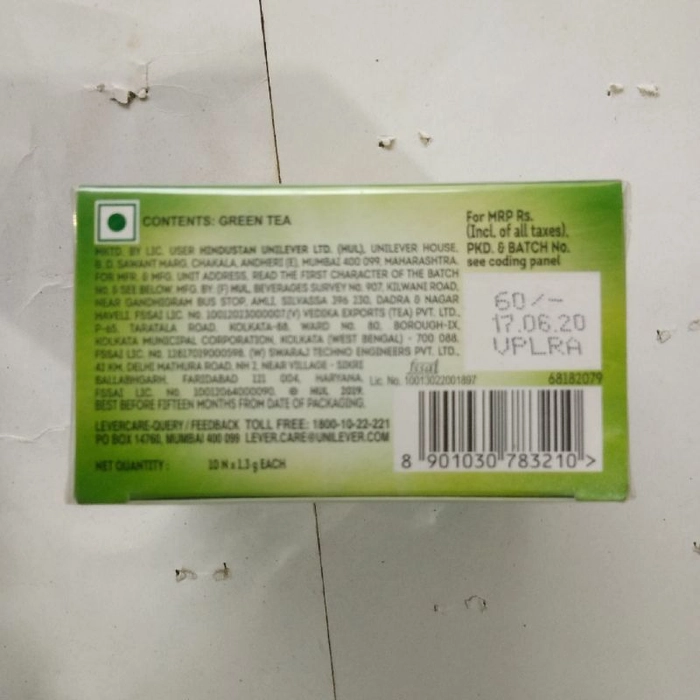 CONTENTS: GREEN TEA
MKTD. BY LIC. USER HINDUSTAN UNILEVER LTD. (HUL), UNILEVER HOUSE,
B. D. SAWANT MARG, CHAKALA, ANDHERI (E), MUMBAI 400 099. MAHARASHTRA.
FOR MFR. & MFG. UNIT ADDRESS, READ THE FIRST CHARACTER OF THE BATCH
NO. & SEE BELOW. MFG. BY: (F) HUL, BEVERAGES SURVEY NO. 907, KILWANI ROAD,
NEAR GANDHIGRAM BUS STOP, AMLI, SILVASSA 396 230, DADRA & NAGAR
HAVELI. FSSAI LIC. No. 10012023000007.(V) VEDIKA EXPORTS (TEA) PVT. LTD.,
P-65, TARATALA ROAD, KOLKATA-88, WARD No. 80, BOROUGH-IX,
KOLKATA MUNICIPAL CORPORATION, KOLKATA (WEST BENGAL) - 700 088.
FSSAI LIC. No. 12817019000598. (W) SWARAJ TECHNO ENGINEERS PVT. LTD.,
41 KM, DELHI MATHURA ROAD, NH 2, NEAR VILLAGE - SIKRI
BALLABHGARH, FARIDABAD 121 004, HARYANA.
FSSAI LIC. No. 10012064000090. © HUL 2019.
BEST BEFORE FIFTEEN MONTHS FROM DATE OF PACKAGING.
LEVERCARE-QUERY / FEEDBACK TOLL FREE: 1800-10-22-221
PO BOX 14760, MUMBAI 400 099 LEVER.CARE@UNILEVER.COM
NET QUANTITY: 10 N x 1.3 g EACH
For MRP Rs.
(Incl. of all taxes),
PKD. & BATCH No.
see coding panel
60/-
17.06.20
VPLRA
fssai
Lic. No. 10013022001897
68182079
8 901030 783210 >